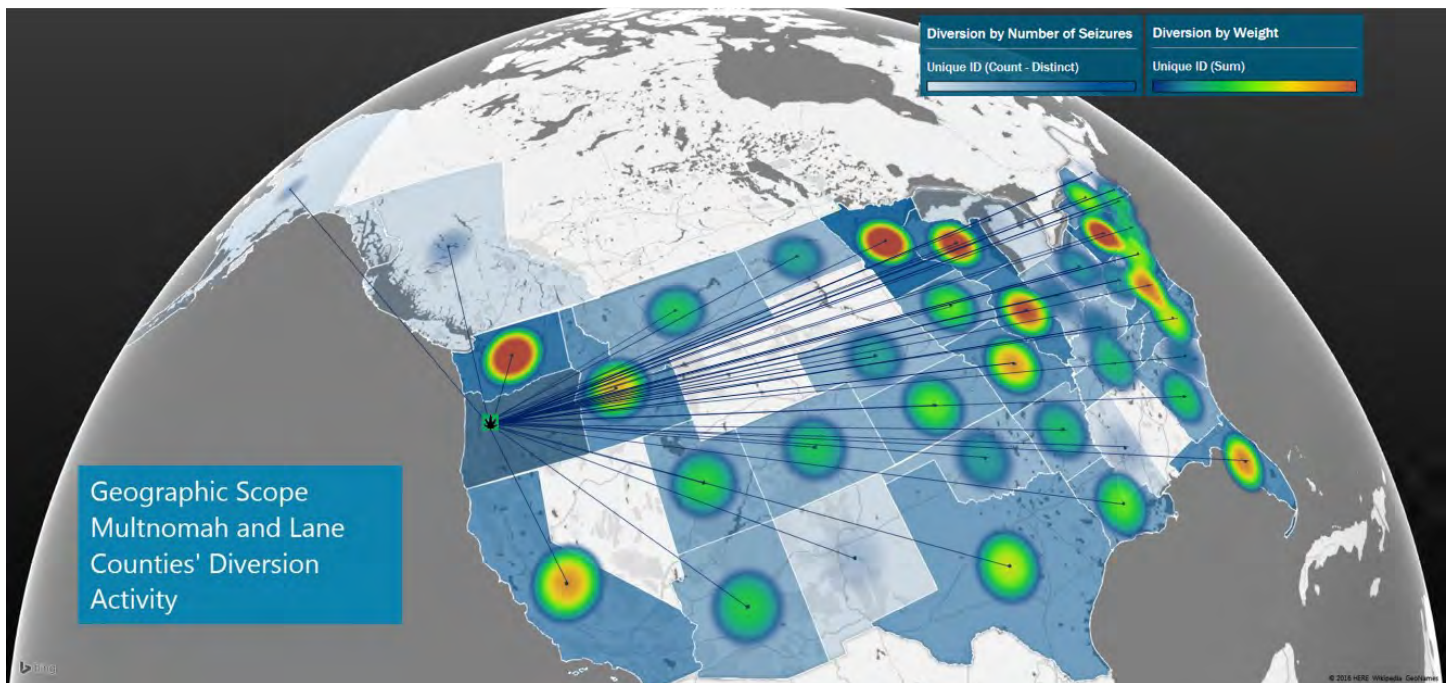 Diversion by Number of Seizures
Unique ID (Count - Distinct)
Diversion by Weight
Unique ID (Sum)
Geographic Scope
Multnomah and Lane
Counties' Diversion
Activity
bing
© 2016 HERE Wikipedia GeoNames